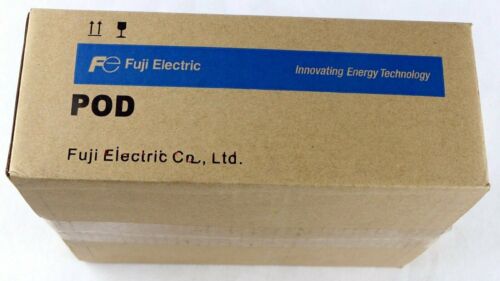 Fe Fuji Electric
Innovating Energy Technology
POD
Fuji Electric Co., Ltd.